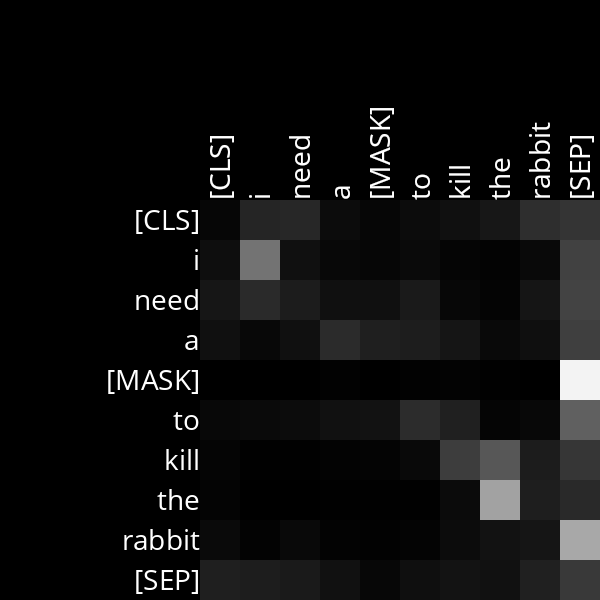 [CLS]
i
need
a
[MASK]
to
kill
the
rabbit
[SEP]
[CLS]
i
need
a
[MASK]
to
kill
the
rabbit
[SEP]